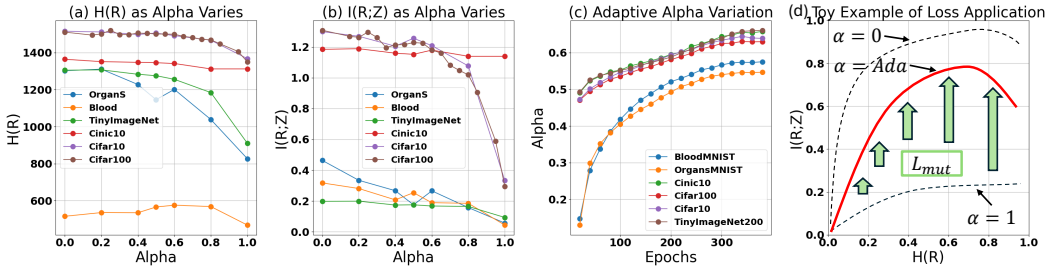 (a) H(R) as Alpha Varies
H(R)
1400
1200
1000
800
600
0.0 0.2 0.4 0.6 0.8 1.0
Alpha
OrganS
Blood
TinyImageNet
Cinic10
Cifar10
Cifar100
(b) I(R;Z) as Alpha Varies
I(R;Z)
1.2
1.0
0.8
0.6
0.4
0.2
0.0
0.0 0.2 0.4 0.6 0.8 1.0
Alpha
OrganS
Blood
TinyImageNet
Cinic10
Cifar10
Cifar100
(c) Adaptive Alpha Variation
Alpha
0.6
0.5
0.4
0.3
0.2
100 200 300
Epochs
BloodMNIST
OrgansMNIST
Cinic10
Cifar100
Cifar10
TinyImageNet200
(d) Toy Example of Loss Application
I(R;Z)
1.0
0.8
0.6
0.4
0.2
0.0
0.0 0.2 0.4 0.6 0.8 1.0
H(R)
α = 0
α = Ada
L_mut
α = 1